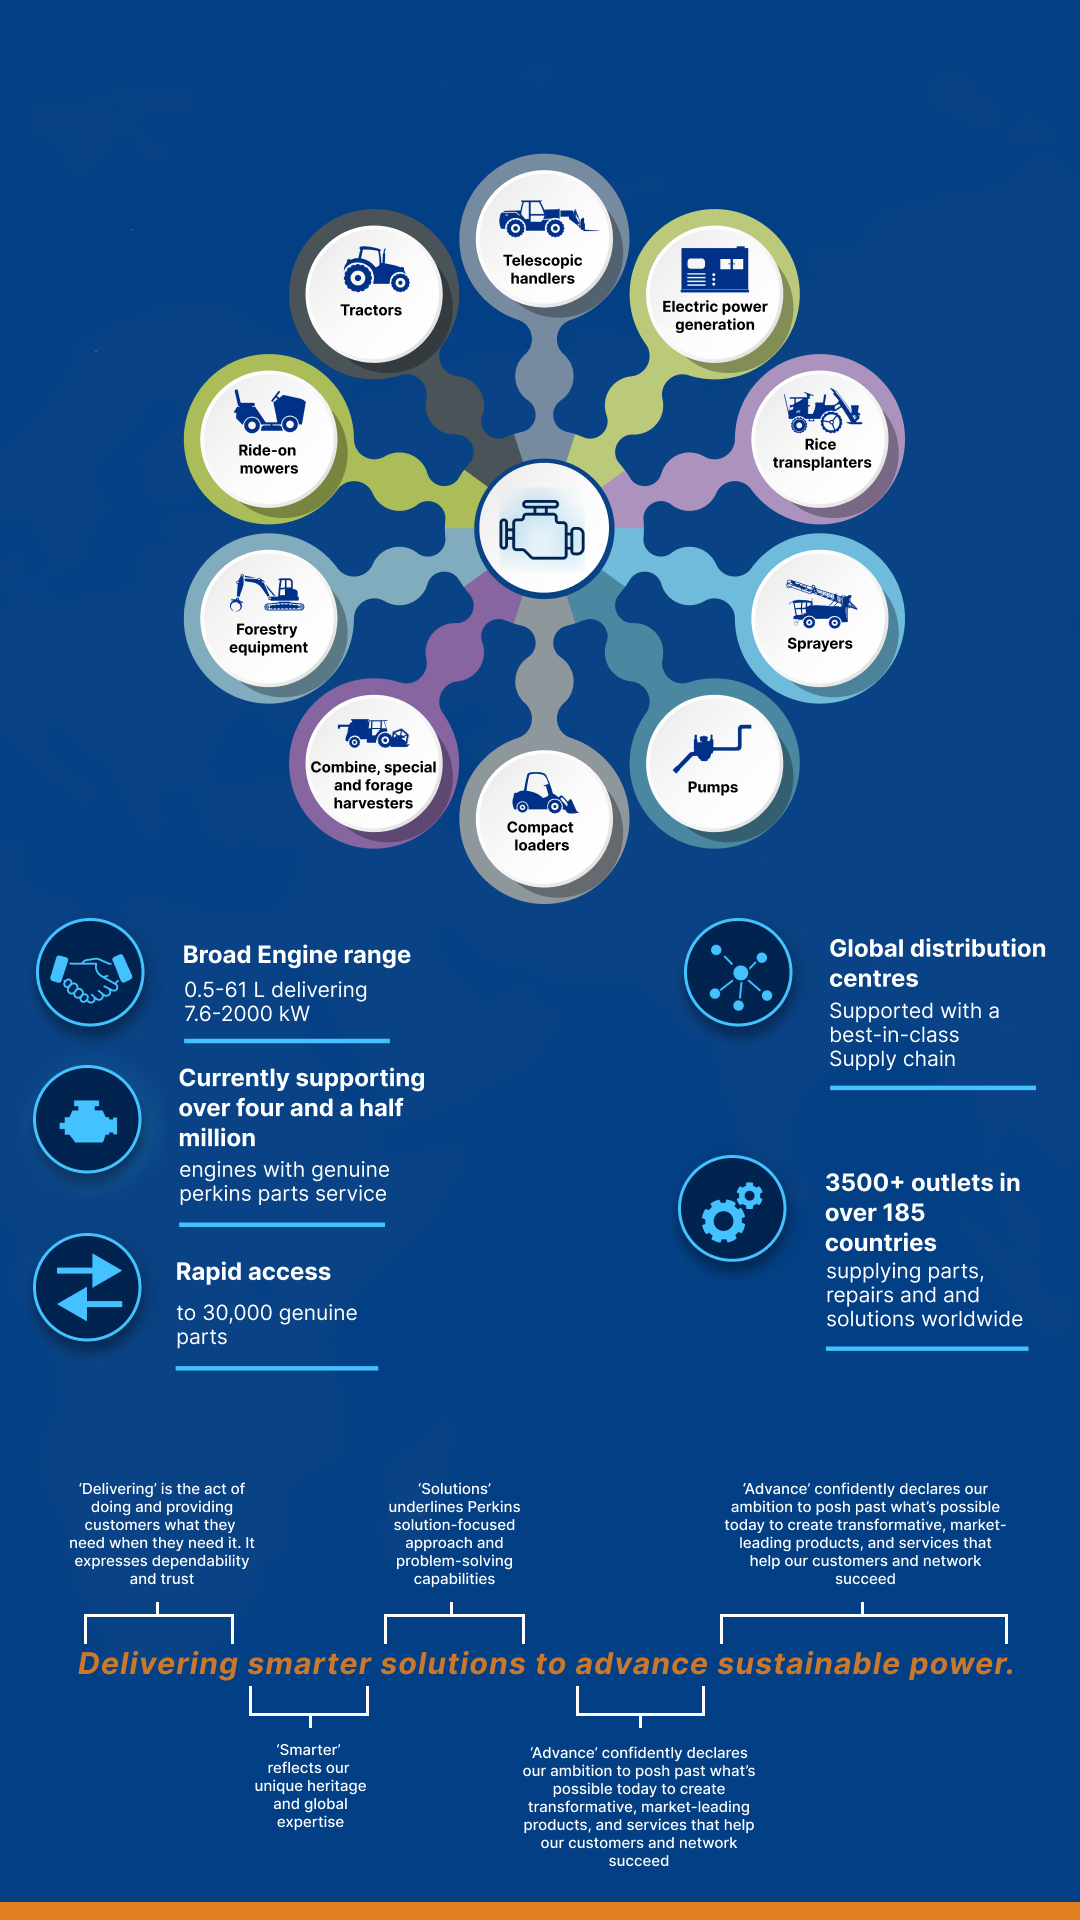 Telescopic
handlers
Tractors
Electric power
generation
Ride-on
mowers
Rice
transplanters
Forestry
equipment
Sprayers
Combine, special
and forage
harvesters
Pumps
Compact
loaders
Broad Engine range
0.5-61 L delivering
7.6-2000 kW
Currently supporting
over four and a half
million
engines with genuine
perkins parts service
Rapid access
to 30,000 genuine
parts
Global distribution
centres
Supported with a
best-in-class
Supply chain
3500+ outlets in
over 185
countries
supplying parts,
repairs and and
solutions worldwide
‘Delivering’ is the act of
doing and providing
customers what they
need when they need it. It
expresses dependability
and trust
‘Solutions’
underlines Perkins
solution-focused
approach and
problem-solving
capabilities
‘Advance’ confidently declares our
ambition to posh past what’s possible
today to create transformative, market-
leading products, and services that
help our customers and network
succeed
Delivering smarter solutions to advance sustainable power.
‘Smarter’
reflects our
unique heritage
and global
expertise
‘Advance’ confidently declares
our ambition to posh past what’s
possible today to create
transformative, market-leading
products, and services that help
our customers and network
succeed